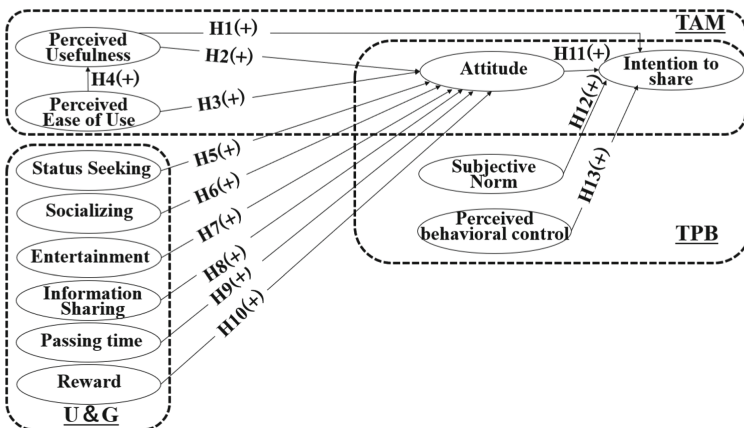 TAM
H1(+)
Perceived
Usefulness
H2(+)
H11(+)
Attitude
Intention to
share
H4(+)
Perceived
Ease of Use
H3(+)
H12(+)
Status Seeking
H5(+)
Subjective
Norm
H13(+)
Socializing
H6(+)
Perceived
behavioral control
TPB
Entertainment
H7(+)
Information
Sharing
H8(+)
Passing time
H9(+)
Reward
H10(+)
U&G